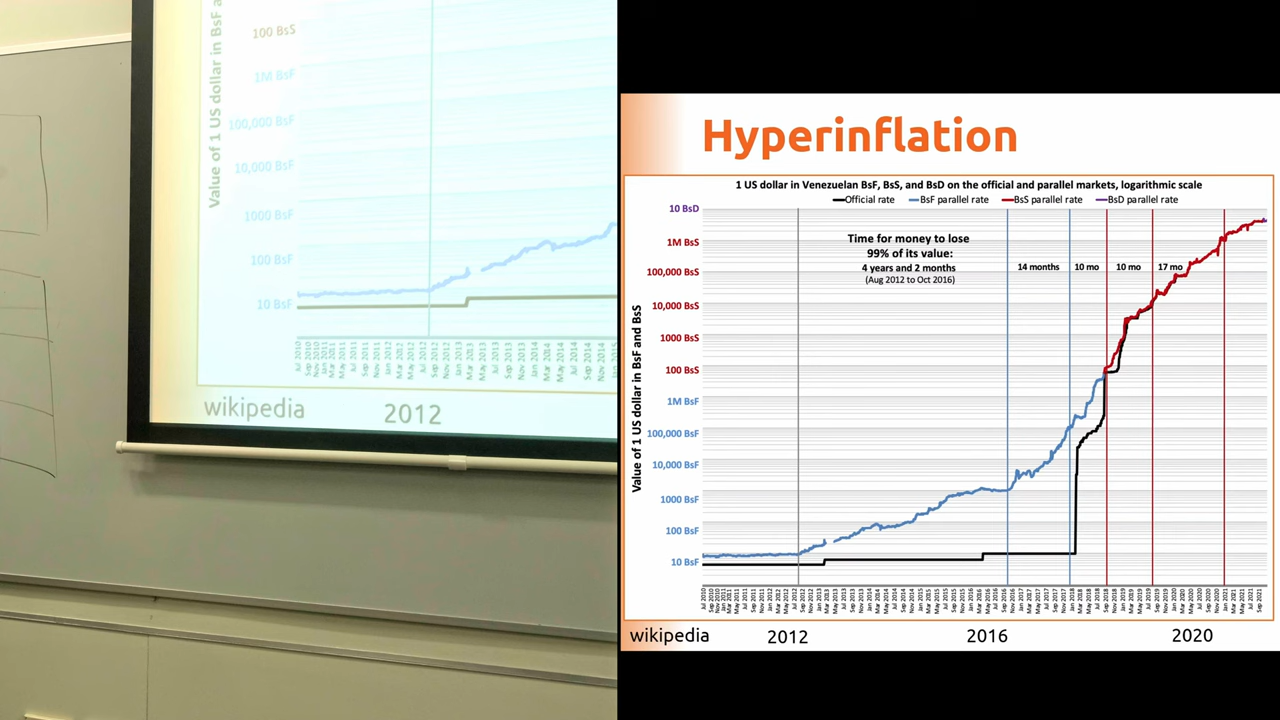 100 BsS
1M BsF
100,000 BsF
10,000 BsF
1000 BsF
100 BsF
10 BsF
Value of 1 US dollar in BsF a
wikipedia
2012
Hyperinflation
1 US dollar in Venezuelan BsF, BsS, and BsD on the official and parallel markets, logarithmic scale
Official rate BsF parallel rate BsS parallel rate BsD parallel rate
Value of 1 US dollar in BsF and BsS
10 BsD
1M BsS
100,000 BsS
10,000 BsS
1000 BsS
100 BsS
1M BsF
100,000 BsF
10,000 BsF
1000 BsF
100 BsF
10 BsF
Time for money to lose
99% of its value:
4 years and 2 months
(Aug 2012 to Oct 2016)
14 months
10 mo
10 mo
17 mo
wikipedia
2012
2016
2020